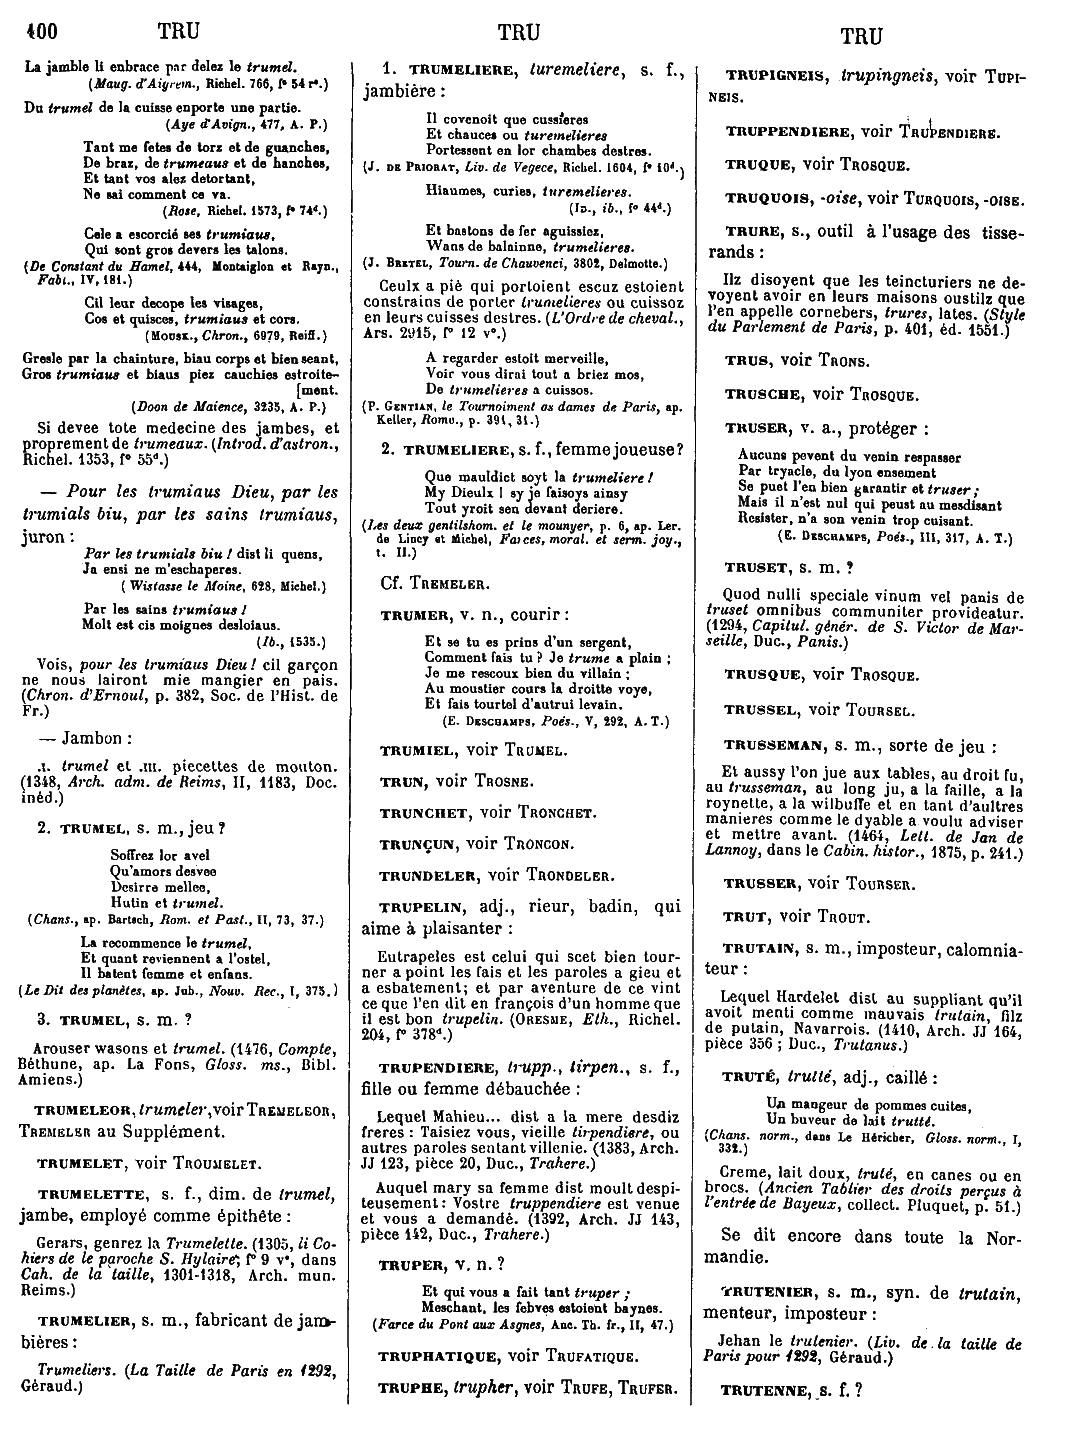 400 TRU TRU TRU
La jamble li enbrace par delez le trumel.
(Maug. d'Aigrem., Richel. 766, f° 54 r°.)
Du trumel de la cuisse enporte une partie.
(Aye d'Avign., 477, A. P.)
Tant me fetes de torz et de guanches,
De braz, de trumeaus et de hanches,
Et tant vos alez detortant,
Ne sai comment ce va.
(Rose, Richel. 1573, f° 74d.)
Cele a escorcié ses trumiaus,
Qui sont gros devers les talons.
(De Constant du Hamel, 444, Montaiglon et Rayn.,
Fabl., IV, 181.)
Cil leur decope les visages,
Cos et quisces, trumiaus et cors.
(Mousk., Chron., 6979, Reiff.)
Gresle par la chainture, biau corps et bien seant,
Gros trumiaus et biaus piez cauchies estroite-
[ment.
(Doon de Maience, 3235, A. P.)
Si devee tote medecine des jambes, et
proprement de trumeaux. (Introd. d'astron.,
Richel. 1353, f° 55d.)
— Pour les trumiaus Dieu, par les
trumials biu, par les sains trumiaus,
juron :
Par les trumials biu ! dist li quens,
Ja ensi ne m'eschaperes.
(Wistasse le Moine, 628, Michel.)
Par les sains trumiaus !
Molt est cis moignes desloiaus.
(Ib., 1535.)
Vois, pour les trumiaus Dieu ! cil garçon
ne nous lairont mie mangier en pais.
(Chron. d'Ernoul, p. 382, Soc. de l'Hist. de
Fr.)
— Jambon :
.I. trumel et .III. piecettes de mouton.
(1348, Arch. adm. de Reims, II, 1183, Doc.
inéd.)
2. TRUMEL, s. m., jeu ?
Soffrez lor avel
Qu'amors desvee
Desirre mellee,
Hutin et trumel.
(Chans., ap. Bartsch, Rom. et Past., II, 73, 37.)
La recommence le trumel,
Et quant reviennent a l'ostel,
Il batent femme et enfans.
(Le Dit des planètes, ap. Jub., Nouv. Rec., I, 375.)
3. TRUMEL, s. m. ?
Arouser wasons et trumel. (1476, Compte,
Béthune, ap. La Fons, Gloss. ms., Bibl.
Amiens.)
TRUMELEOR, trumeler, voir TREMELEOR,
TREMELER au Supplément.
TRUMELET, voir TROUMELET.
TRUMELETTE, s. f., dim. de trumel,
jambe, employé comme épithète :
Gerars, genrez la Trumelette. (1305, li Co-
hiers de le paroche S. Hylaire, f° 9 v°, dans
Cah. de la taille, 1301-1318, Arch. mun.
Reims.)
TRUMELIER, s. m., fabricant de jam-
bières :
Trumeliers. (La Taille de Paris en 1292,
Géraud.)
1. TRUMELIERE, turemeliere, s. f.,
jambière :
Il covenoit que cussieres
Et chauces ou turemelieres
Portessent en lor chambes destres.
(J. de Priorat, Liv. de Vegece, Richel. 1604, f° 10d.)
Hiaumes, curies, turemelieres.
(Id., ib., f° 44d.)
Et bastons de fer aguissiez,
Wans de balainne, trumelieres.
(J. Bretel, Tourn. de Chauvenci, 3802, Delmotte.)
Ceulx a pié qui portoient escuz estoient
constrains de porter trumelieres ou cuissoz
en leurs cuisses destres. (L'Ordre de cheval.,
Ars. 2915, f° 12 v°.)
A regarder estoit merveille,
Voir vous dirai tout a briez mos,
De trumelieres a cuissos.
(P. Gentian, le Tournoiment as dames de Paris, ap.
Keller, Romv., p. 391, 31.)
2. TRUMELIERE, s. f., femme joueuse?
Que mauldict soyt la trumeliere !
My Dieulx ! sy je faisoys ainsy
Tout yroit sen devant deriere.
(Les deux gentilshom. et le mounyer, p. 6, ap. Ler.
de Lincy et Michel, Farces, moral. et serm. joy.,
t. II.)
Cf. TREMELER.
TRUMER, v. n., courir :
Et se tu es prins d'un sergent,
Comment fais tu ? Je trume a plain ;
Je me rescoux bien du villain ;
Au moustier cours la droitte voye,
Et fais tourtel d'autrui levain.
(E. Deschamps, Poés., V, 292, A. T.)
TRUMIEL, voir TRUMEL.
TRUN, voir TROSNE.
TRUNCHET, voir TRONCHET.
TRUNÇUN, voir TRONCON.
TRUNDELER, voir TRONDELER.
TRUPELIN, adj., rieur, badin, qui
aime à plaisanter :
Eutrapeles est celui qui scet bien tour-
ner a point les fais et les paroles a gieu et
a esbatement; et par aventure de ce vint
ce que l'en dit en françois d'un homme que
il est bon trupelin. (Oresme, Eth., Richel.
204, f° 378d.)
TRUPENDIERE, trupp., tirpen., s. f.,
fille ou femme débauchée :
Lequel Mahieu... dist a la mere desdiz
freres : Taisiez vous, vieille tirpendiere, ou
autres paroles sentant villenie. (1383, Arch.
JJ 123, pièce 20, Duc., Trahere.)
Auquel mary sa femme dist moult despi-
teusement : Vostre truppendiere est venue
et vous a demandé. (1392, Arch. JJ 143,
pièce 142, Duc., Trahere.)
TRUPER, v. n. ?
Et qui vous a fait tant truper ;
Meschant, les febves estoient baynes.
(Farce du Pont aux Asgnes, Anc. Th. fr., II, 47.)
TRUPHATIQUE, voir TRUFATIQUE.
TRUPHE, trupher, voir TRUFE, TRUFER.
TRUPIGNEIS, trupingneis, voir TUPI-
NEIS.
TRUPPENDIERE, voir TRUPENDIERE.
TRUQUE, voir TROSQUE.
TRUQUOIS, -oise, voir TURQUOIS, -OISE.
TRURE, s., outil à l'usage des tisse-
rands :
Ilz disoyent que les teincturiers ne de-
voyent avoir en leurs maisons oustilz que
l'en appelle cornebers, trures, lates. (Style
du Parlement de Paris, p. 401, éd. 1551.)
TRUS, voir TRONS.
TRUSCHE, voir TROSQUE.
TRUSER, v. a., protéger :
Aucuns pevent du venin respasser
Par tryacle, du lyon ensement
Se puet l'en bien garantir et truser ;
Mais il n'est nul qui peust au mesdisant
Resister, n'a son venin trop cuisant.
(E. Deschamps, Poés., III, 317, A. T.)
TRUSET, s. m. ?
Quod nulli speciale vinum vel panis de
truset omnibus communiter provideatur.
(1294, Capitul. génér. de S. Victor de Mar-
seille, Duc., Panis.)
TRUSQUE, voir TROSQUE.
TRUSSEL, voir TOURSEL.
TRUSSEMAN, s. m., sorte de jeu :
Et aussy l'on jue aux tables, au droit fu,
au trusseman, au long ju, a la faille, a la
roynette, a la wilbuffe et en tant d'aultres
manieres comme le dyable a voulu adviser
et mettre avant. (1464, Lett. de Jan de
Lannoy, dans le Cabin. histor., 1875, p. 241.)
TRUSSER, voir TOURSER.
TRUT, voir TROUT.
TRUTAIN, s. m., imposteur, calomnia-
teur :
Lequel Hardelet dist au suppliant qu'il
avoit menti comme mauvais trutain, filz
de putain, Navarrois. (1410, Arch. JJ 164,
pièce 356 ; Duc., Trutanus.)
TRUTÉ, trutté, adj., caillé :
Un mangeur de pommes cuites,
Un buveur de lait trutté.
(Chans. norm., dans Le Héricher, Gloss. norm., I,
332.)
Creme, lait doux, truté, en canes ou en
brocs. (Ancien Tablier des droits perçus à
l'entrée de Bayeux, collect. Pluquet, p. 51.)
Se dit encore dans toute la Nor-
mandie.
TRUTENIER, s. m., syn. de trutain,
menteur, imposteur :
Jehan le trutenier. (Liv. de la taille de
Paris pour 1292, Géraud.)
TRUTENNE, s. f. ?